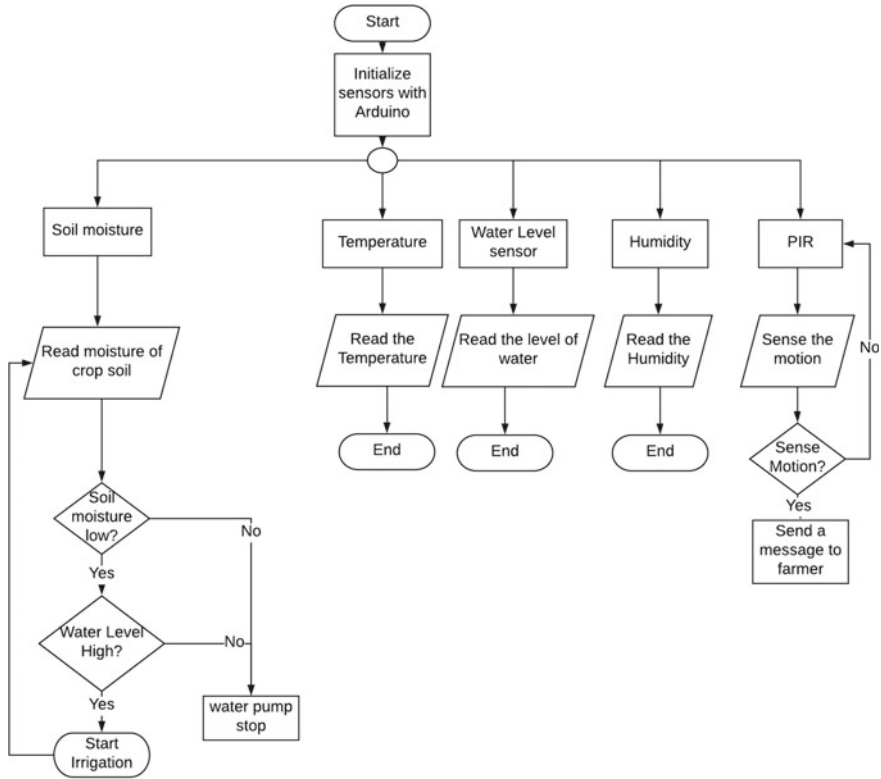 Start
Initialize
sensors with
Arduino
Soil moisture
Temperature
Water Level
sensor
Humidity
PIR
Read moisture of
crop soil
Read the
Temperature
Read the level of
water
Read the
Humidity
Sense the
motion
No
End
End
End
Sense
Motion?
Yes
Send a
message to
farmer
Soil
moisture
low?
No
Yes
Water Level
High?
No
Yes
water pump
stop
Start
Irrigation